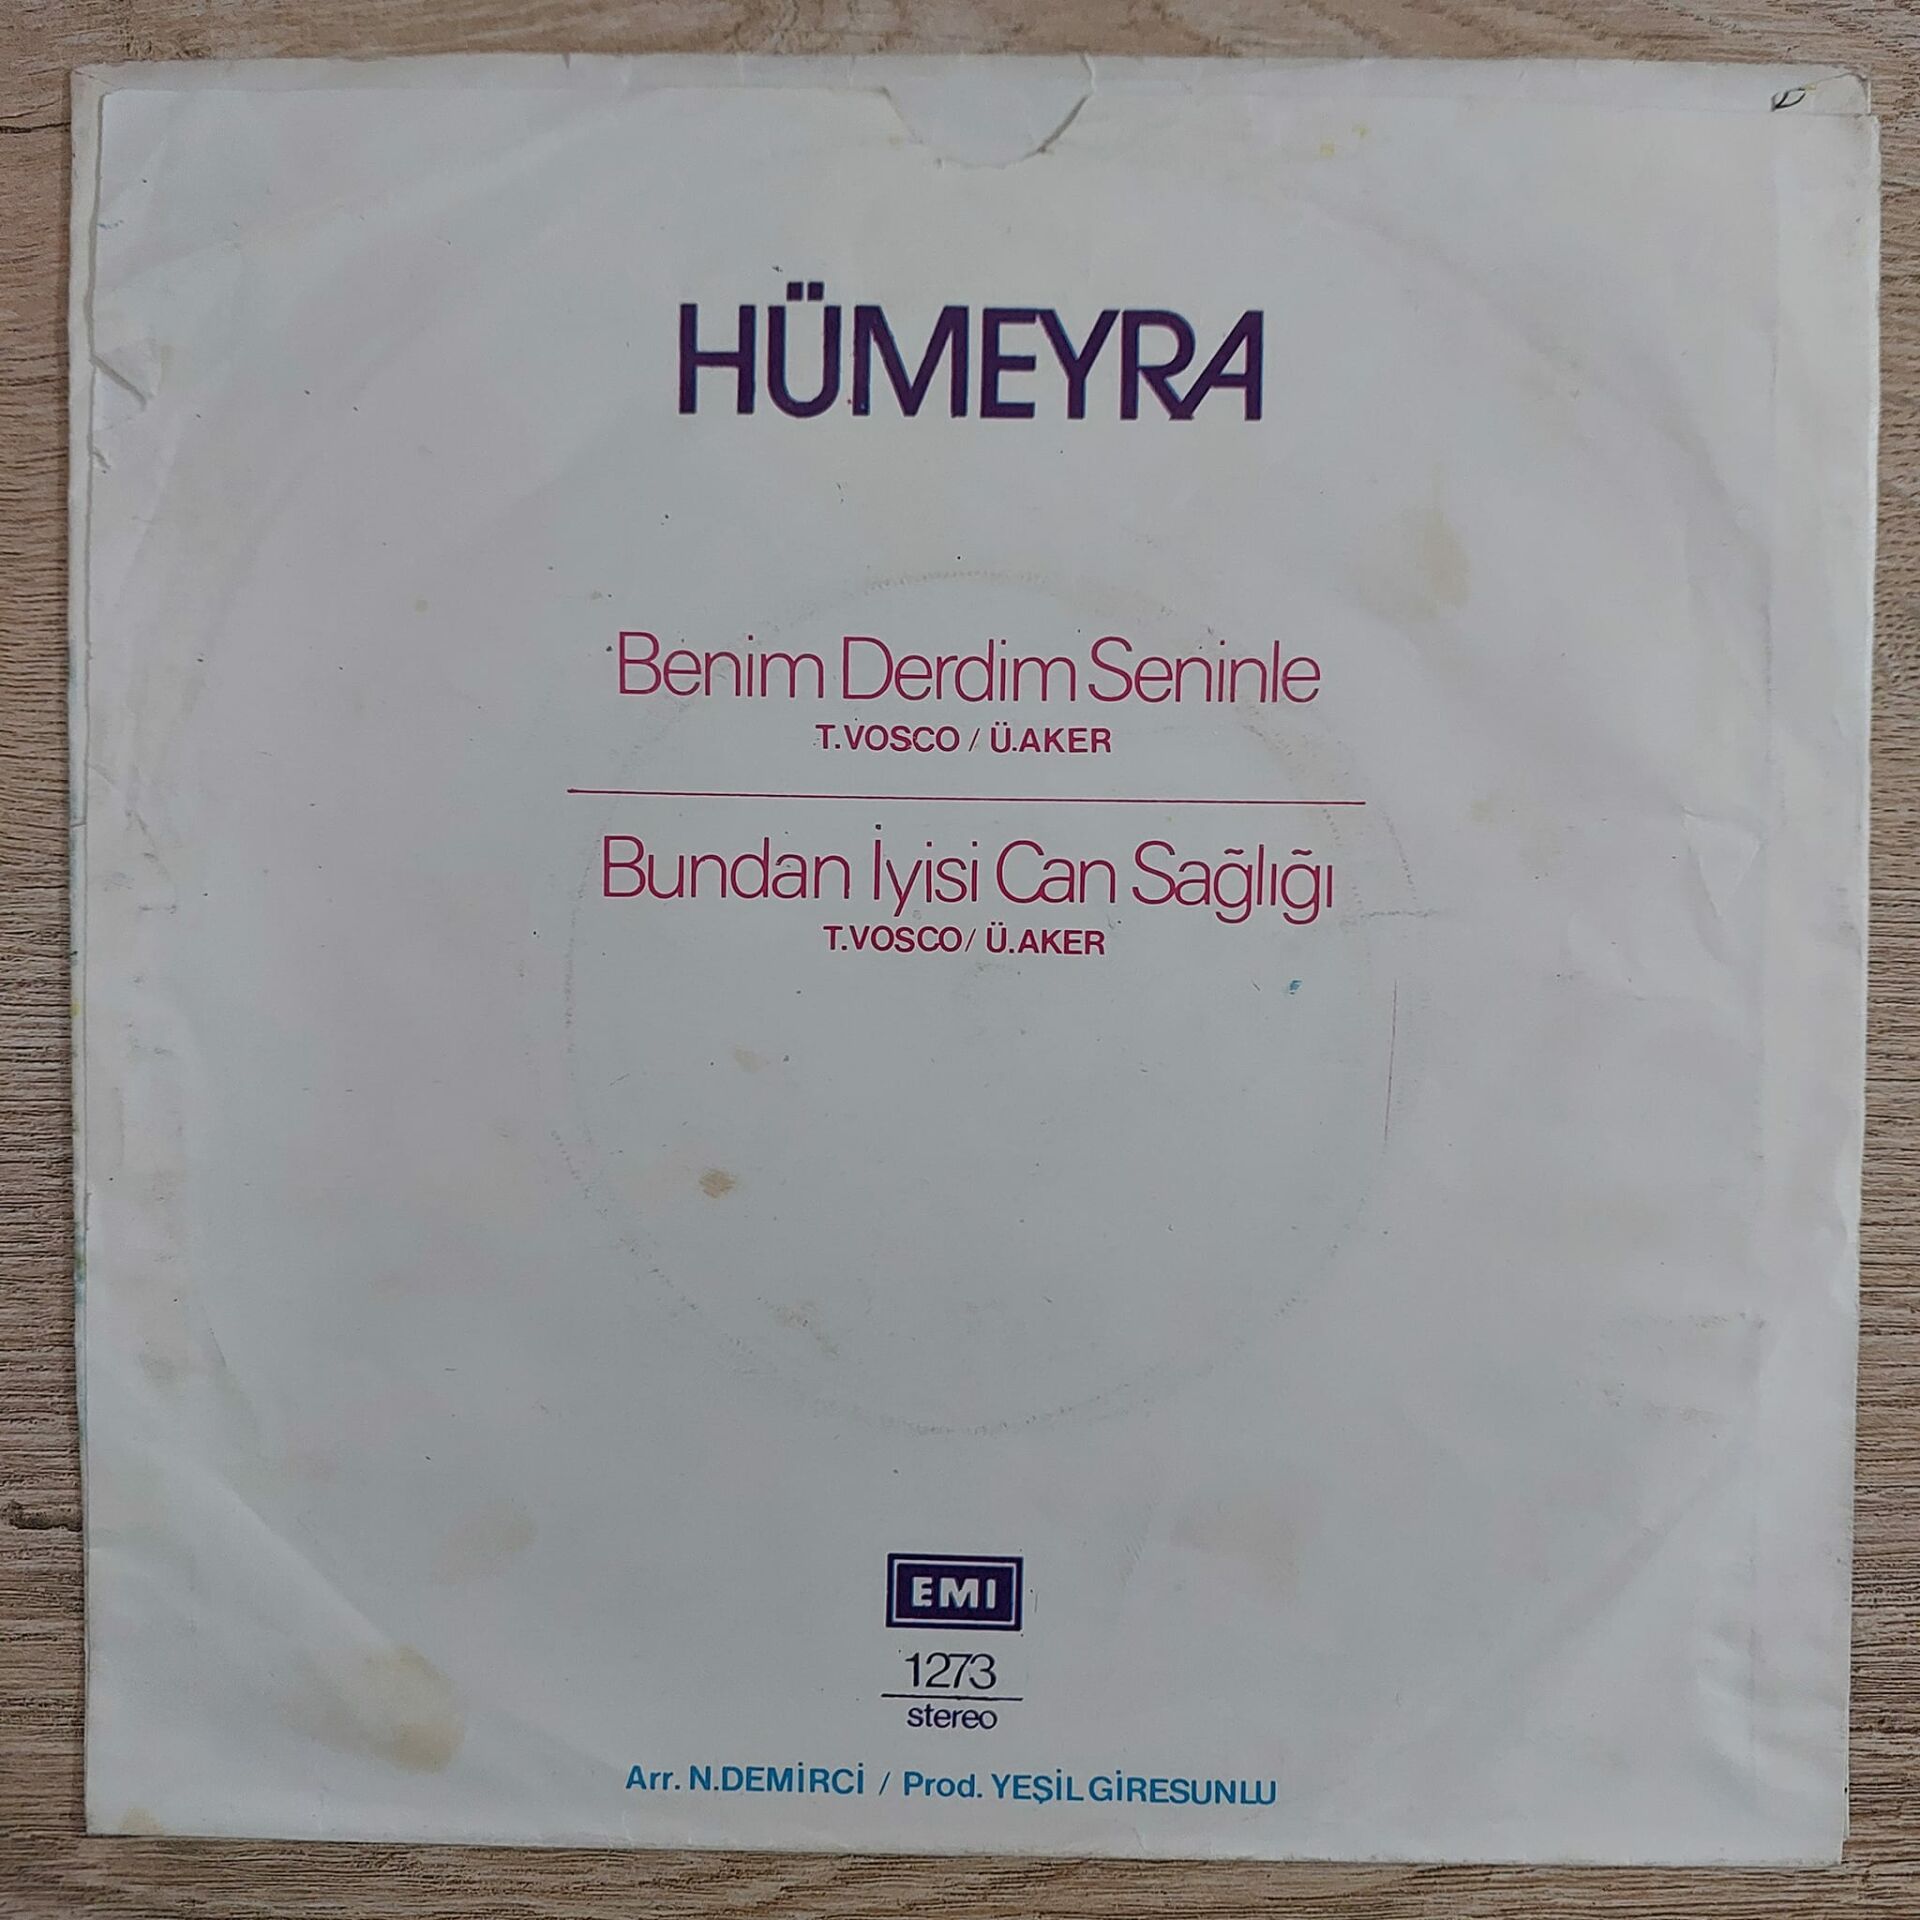 HÜMEYRA
Benim Derdim Seninle
T.VOSCO / Ü.AKER
Bundan İyisi Can Sağlığı
T.VOSCO / Ü.AKER
EMI
1273
stereo
Arr. N.DEMİRCİ / Prod. YEŞİL GİRESUNLU